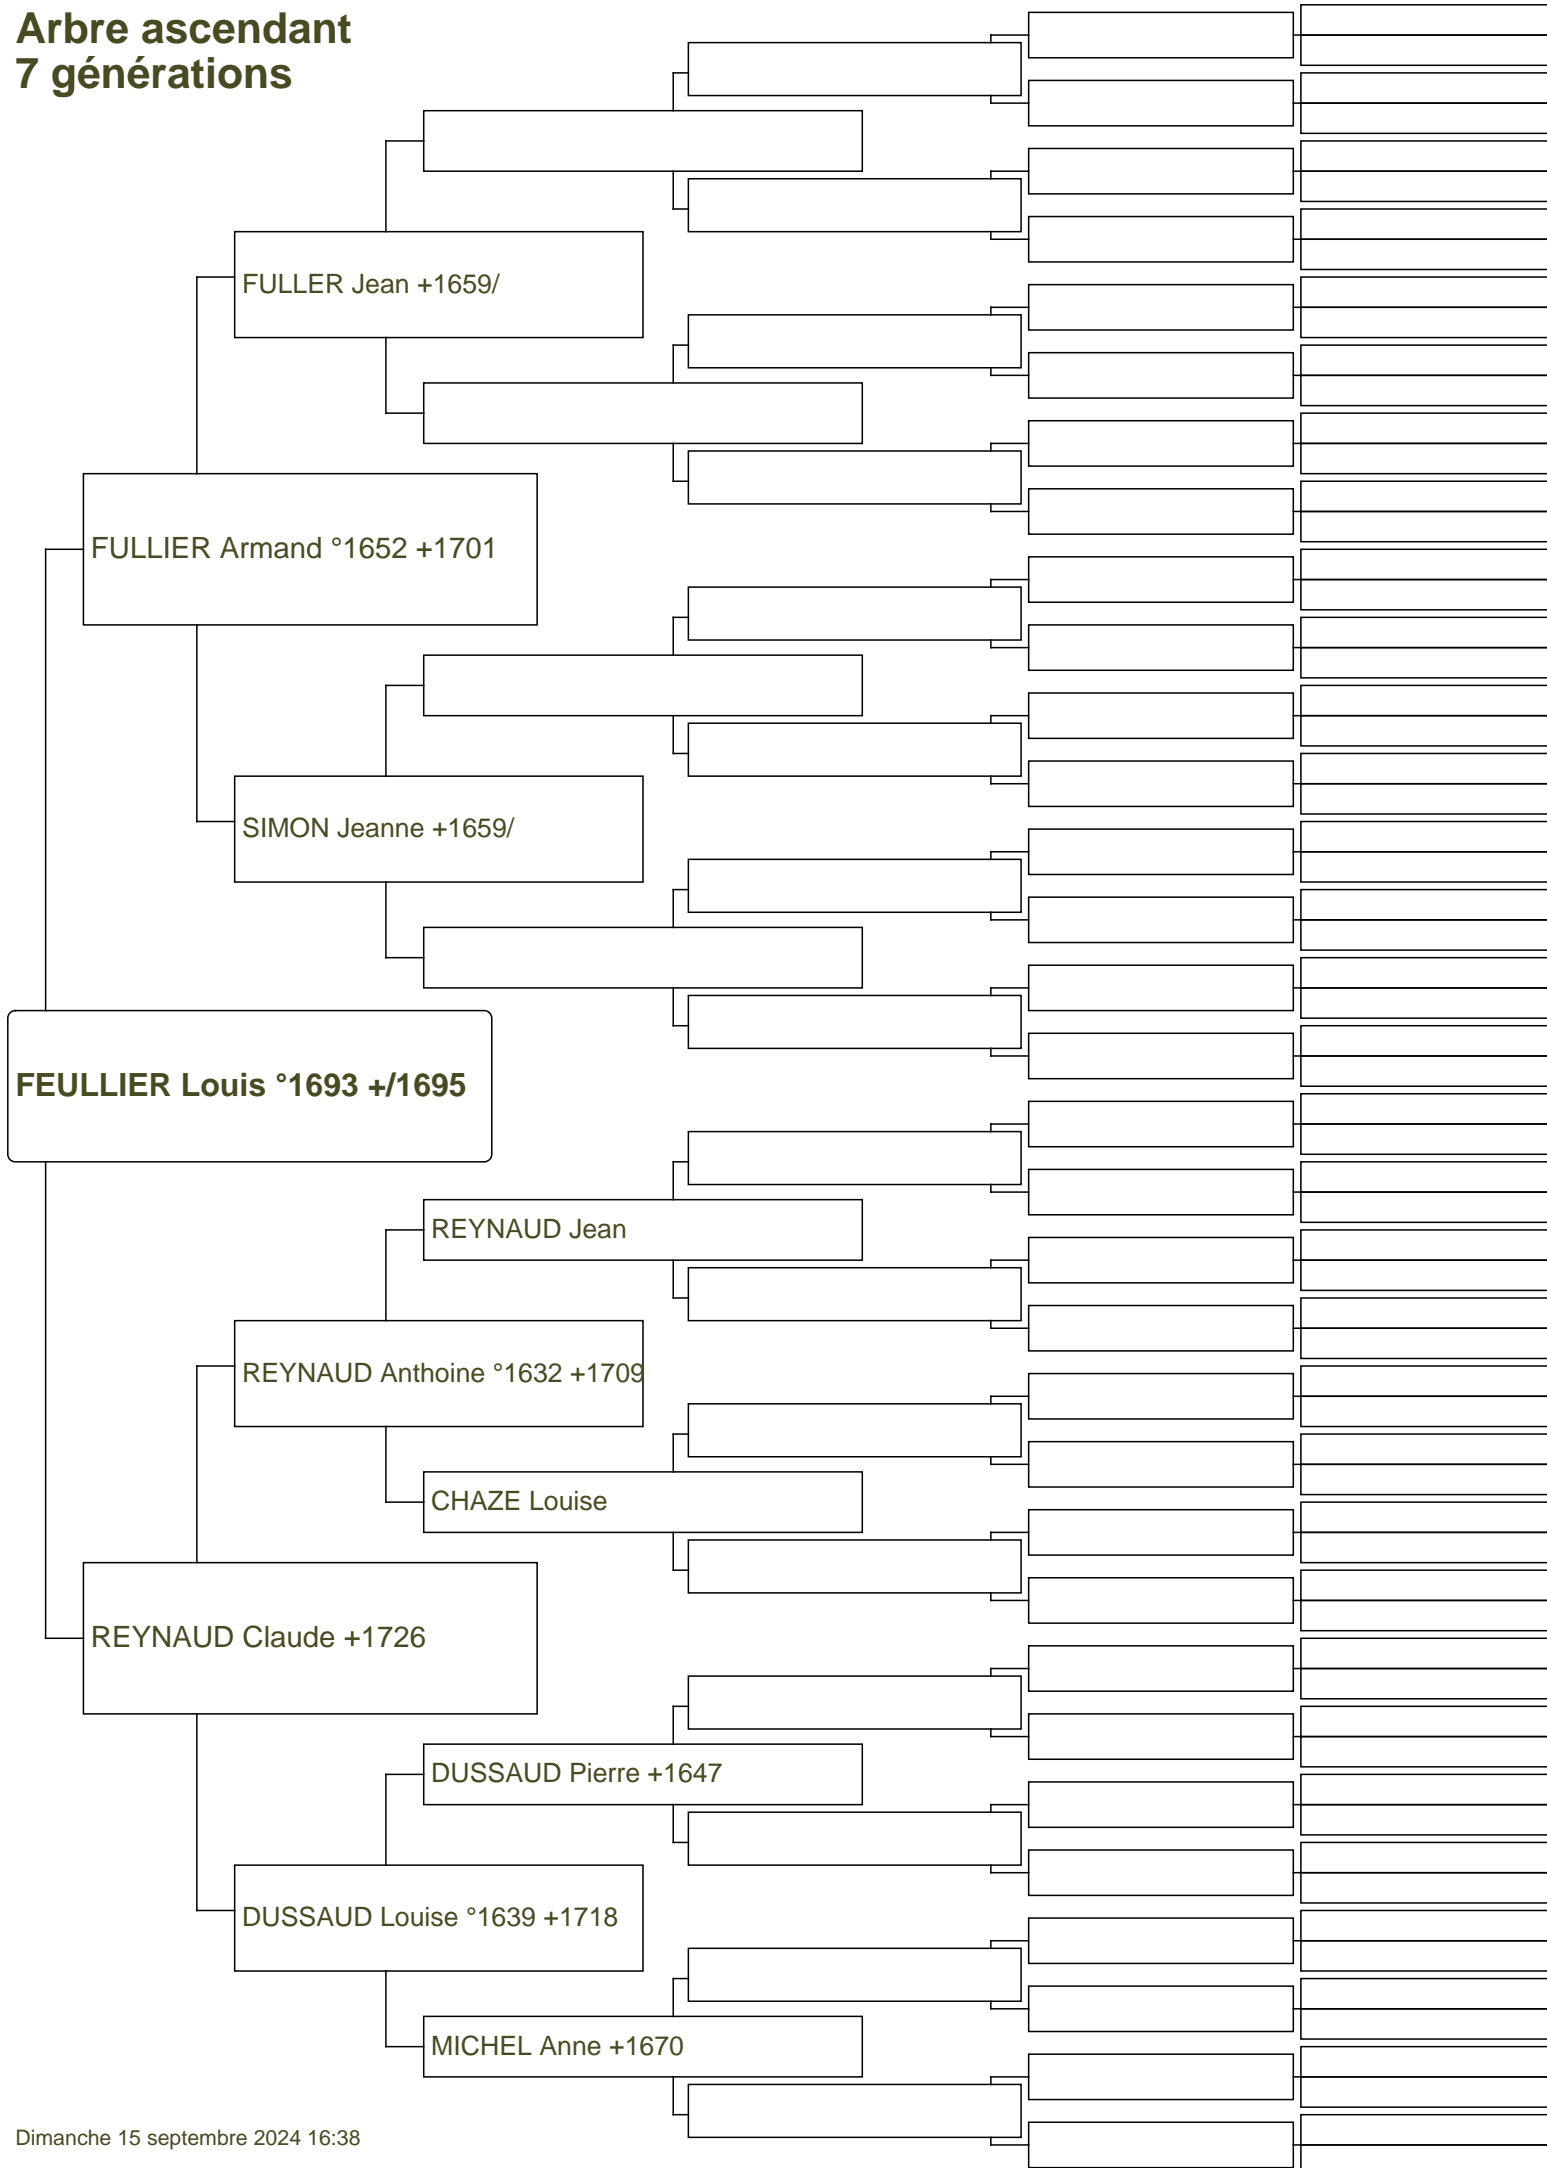 Arbre ascendant
7 générations
FULLER Jean +1659/
FULLIER Armand °1652 +1701
SIMON Jeanne +1659/
FEULLIER Louis °1693 +/1695
REYNAUD Jean
REYNAUD Anthoine °1632 +1709
CHAZE Louise
REYNAUD Claude +1726
DUSSAUD Pierre +1647
DUSSAUD Louise °1639 +1718
MICHEL Anne +1670
Dimanche 15 septembre 2024 16:38